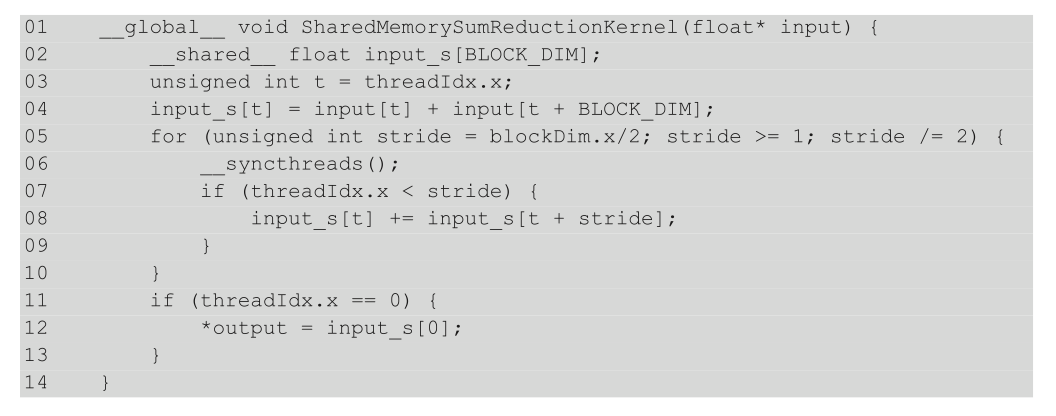 01 __global__ void SharedMemorySumReductionKernel(float* input) {
02 __shared__ float input_s[BLOCK_DIM];
03 unsigned int t = threadIdx.x;
04 input_s[t] = input[t] + input[t + BLOCK_DIM];
05 for (unsigned int stride = blockDim.x/2; stride >= 1; stride /= 2) {
06 __syncthreads();
07 if (threadIdx.x < stride) {
08 input_s[t] += input_s[t + stride];
09 }
10 }
11 if (threadIdx.x == 0) {
12 *output = input_s[0];
13 }
14 }